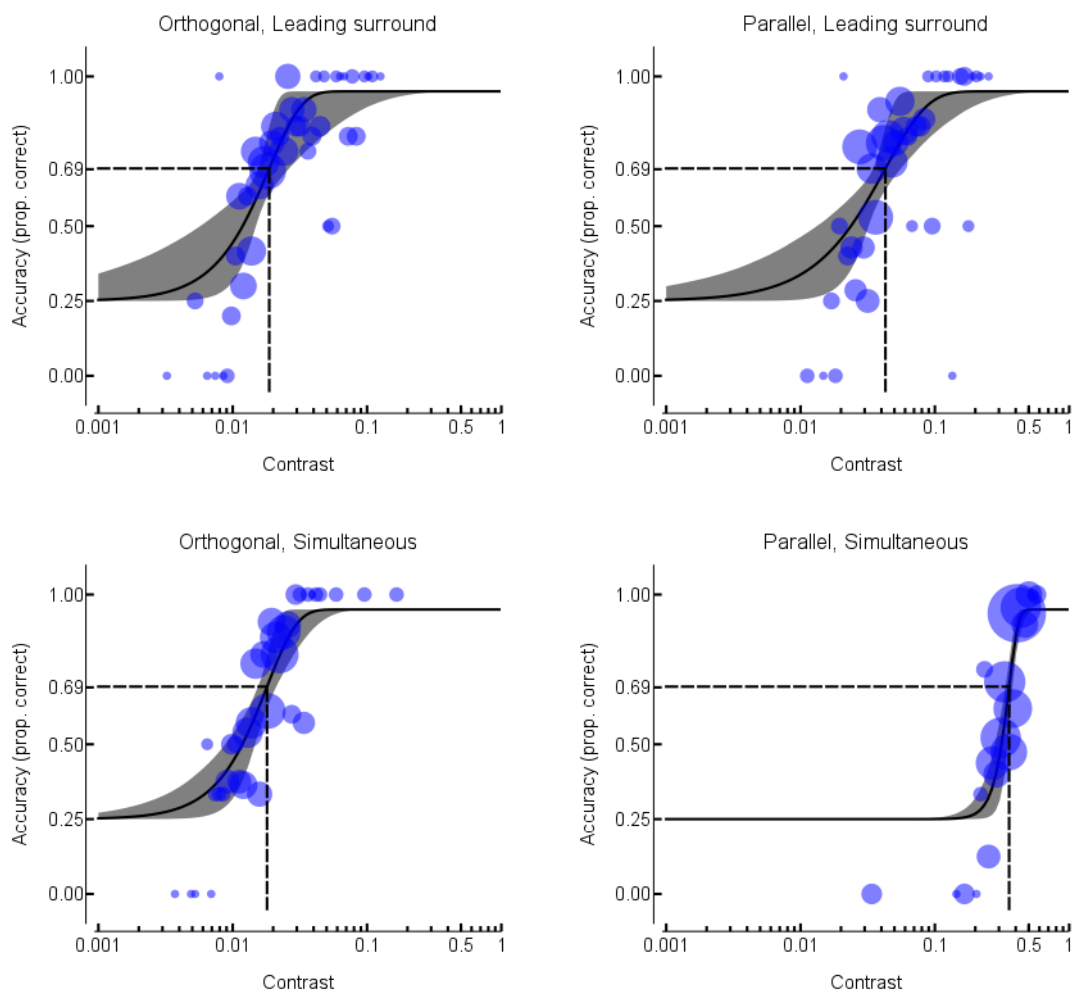 Orthogonal, Leading surround
Accuracy (prop. correct)
1.00
0.69
0.50
0.25
0.00
0.001 0.01 0.1 0.5 1
Contrast
Parallel, Leading surround
Accuracy (prop. correct)
1.00
0.69
0.50
0.25
0.00
0.001 0.01 0.1 0.5 1
Contrast
Orthogonal, Simultaneous
Accuracy (prop. correct)
1.00
0.69
0.50
0.25
0.00
0.001 0.01 0.1 0.5 1
Contrast
Parallel, Simultaneous
Accuracy (prop. correct)
1.00
0.69
0.50
0.25
0.00
0.001 0.01 0.1 0.5 1
Contrast